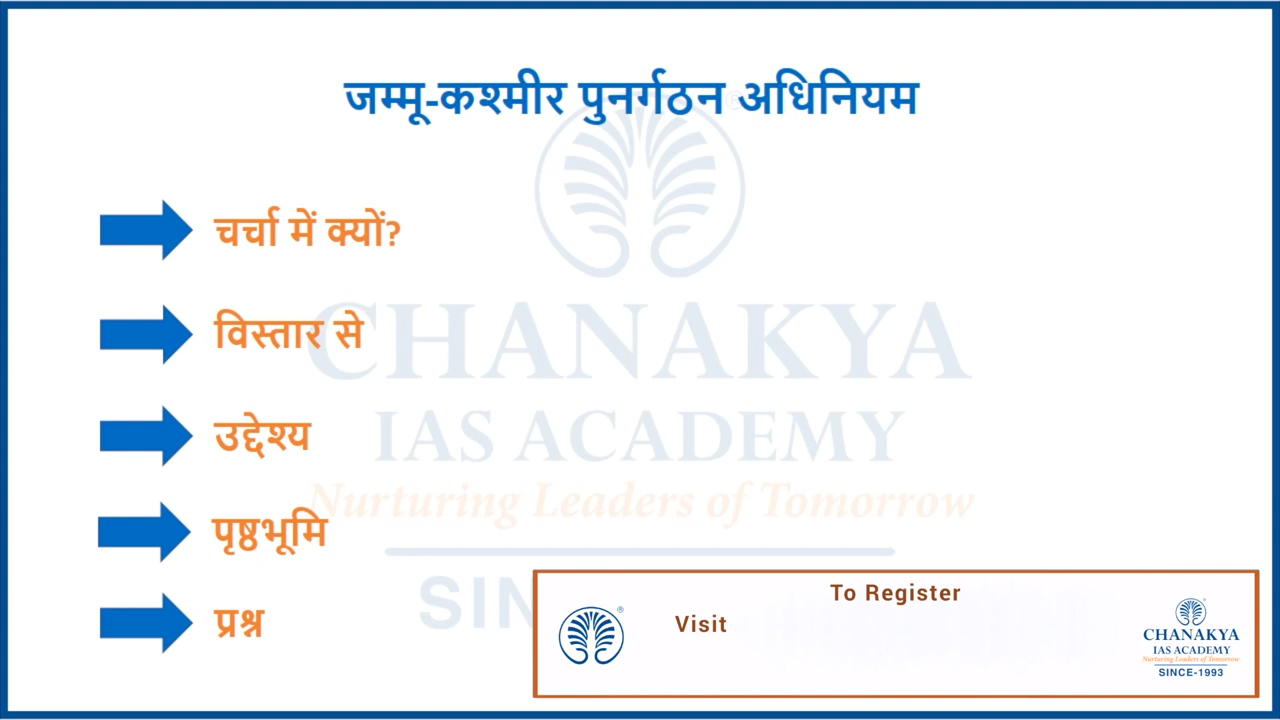 जम्मू-कश्मीर पुनर्गठन अधिनियम
चर्चा में क्यों?
विस्तार से
उद्देश्य
पृष्ठभूमि
प्रश्न
CHANAKYA
IAS ACADEMY
Nurturing Leaders of Tomorrow
SIN
To Register
Visit
CHANAKYA
IAS ACADEMY
Nurturing Leaders of Tomorrow
SINCE-1993